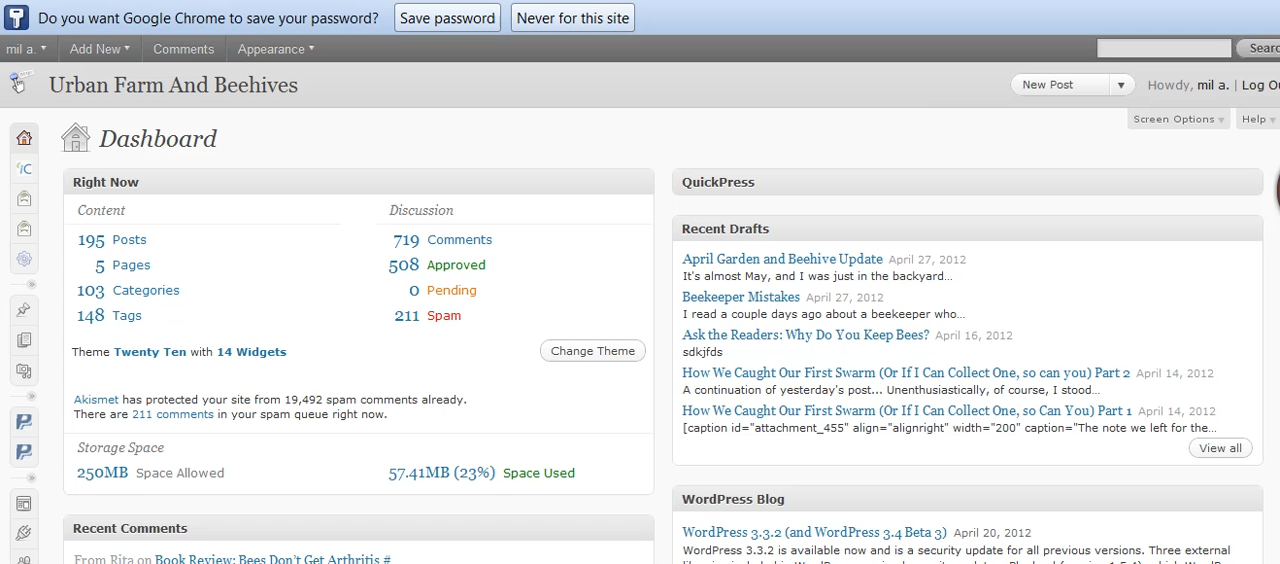 Do you want Google Chrome to save your password? Save password Never for this site
mil a. Add New Comments Appearance
Urban Farm And Beehives New Post Howdy, mil a. | Log
Screen Options Help
Dashboard
Right Now
Content Discussion
195 Posts 719 Comments
5 Pages 508 Approved
103 Categories 0 Pending
148 Tags 211 Spam
Theme Twenty Ten with 14 Widgets Change Theme
Akismet has protected your site from 19,492 spam comments already.
There are 211 comments in your spam queue right now.
Storage Space
250MB Space Allowed 57.41MB (23%) Space Used
Recent Comments
From Rita on Book Review: Bees Don't Get Arthritis #
QuickPress
Recent Drafts
April Garden and Beehive Update April 27, 2012
It's almost May, and I was just in the backyard...
Beekeeper Mistakes April 27, 2012
I read a couple days ago about a beekeeper who...
Ask the Readers: Why Do You Keep Bees? April 16, 2012
sdkjfds
How We Caught Our First Swarm (Or If I Can Collect One, so can you) Part 2 April 14, 2012
A continuation of yesterday's post... Unenthusiastically, of course, I stood...
How We Caught Our First Swarm (Or If I Can Collect One, so Can You) Part 1 April 14, 2012
[caption id="attachment_455" align="alignright" width="200" caption="The note we left for the...
View all
WordPress Blog
WordPress 3.3.2 (and WordPress 3.4 Beta 3) April 20, 2012
WordPress 3.3.2 is available now and is a security update for all previous versions. Three external